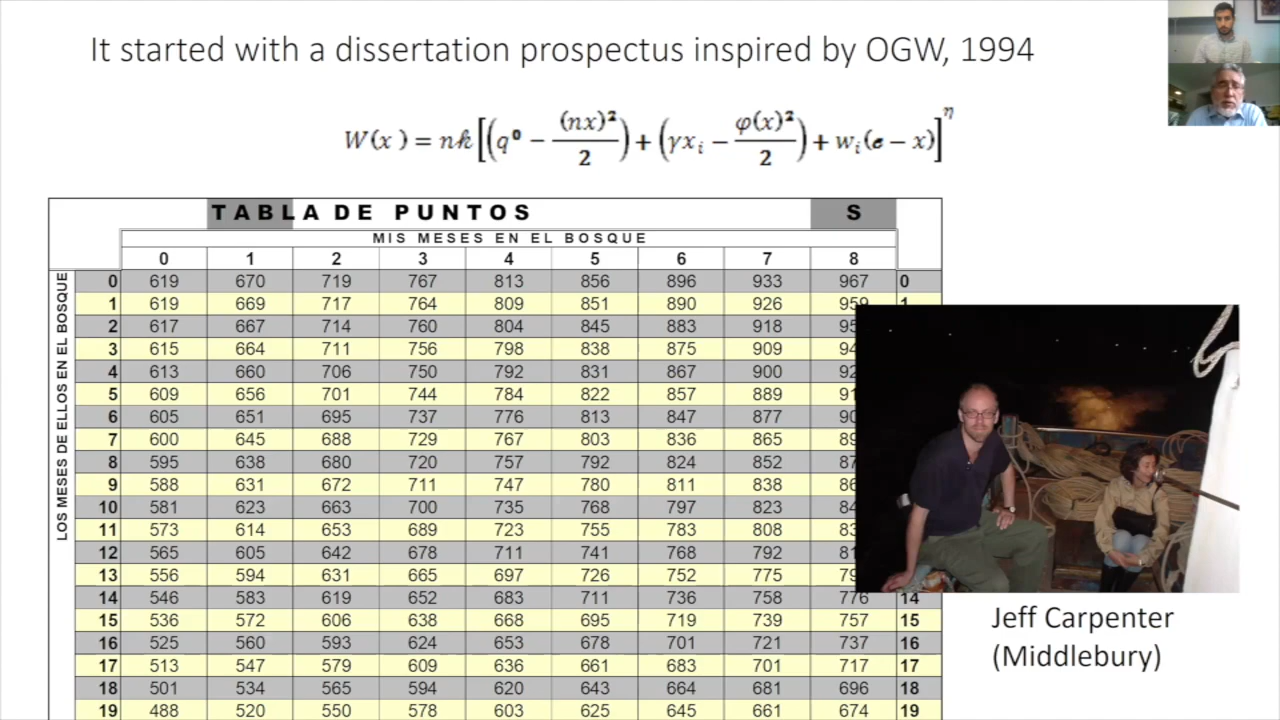 It started with a dissertation prospectus inspired by OGW, 1994
W(x) = nk[(q⁰ − (nx)²/2) + (γxᵢ − φ(x)²/2) + wᵢ(e − x)]^η
TABLA DE PUNTOS S
MIS MESES EN EL BOSQUE
0 1 2 3 4 5 6 7 8
LOS MESES DE ELLOS EN EL BOSQUE
0 619 670 719 767 813 856 896 933 967 0
1 619 669 717 764 809 851 890 926 959 1
2 617 667 714 760 804 845 883 918
3 615 664 711 756 798 838 875 909
4 613 660 706 750 792 831 867 900
5 609 656 701 744 784 822 857 889
6 605 651 695 737 776 813 847 877
7 600 645 688 729 767 803 836 865
8 595 638 680 720 757 792 824 852
9 588 631 672 711 747 780 811 838
10 581 623 663 700 735 768 797 823
11 573 614 653 689 723 755 783 808
12 565 605 642 678 711 741 768 792
13 556 594 631 665 697 726 752 775
14 546 583 619 652 683 711 736 758 776 14
15 536 572 606 638 668 695 719 739 757 15
16 525 560 593 624 653 678 701 721 737 16
17 513 547 579 609 636 661 683 701 717 17
18 501 534 565 594 620 643 664 681 696 18
19 488 520 550 578 603 625 645 661 674 19
Jeff Carpenter
(Middlebury)